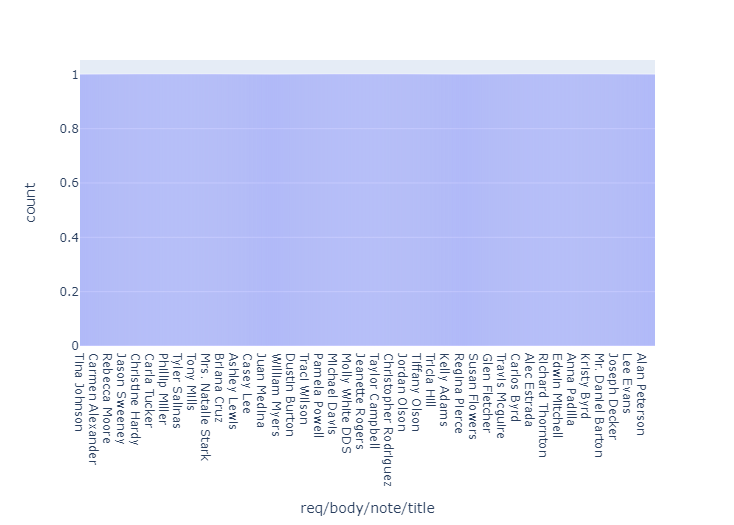 1
0.8
0.6
0.4
0.2
0
count
Tina Johnson
Carmen Alexander
Rebecca Moore
Jason Sweeney
Christine Hardy
Carla Tucker
Phillip Miller
Tyler Salinas
Tony Mills
Mrs. Natalie Stark
Briana Cruz
Ashley Lewis
Casey Lee
Juan Medina
William Myers
Dustin Burton
Traci Wilson
Pamela Powell
Michael Davis
Molly White DDS
Jeanette Rogers
Taylor Campbell
Christopher Rodriguez
Jordan Olson
Tiffany Olson
Tricia Hill
Kelly Adams
Regina Pierce
Susan Flowers
Glen Fletcher
Travis Mcguire
Carlos Byrd
Alec Estrada
Richard Thornton
Edwin Mitchell
Anna Padilla
Kristy Byrd
Mr. Daniel Barton
Joseph Decker
Lee Evans
Alan Peterson
req/body/note/title